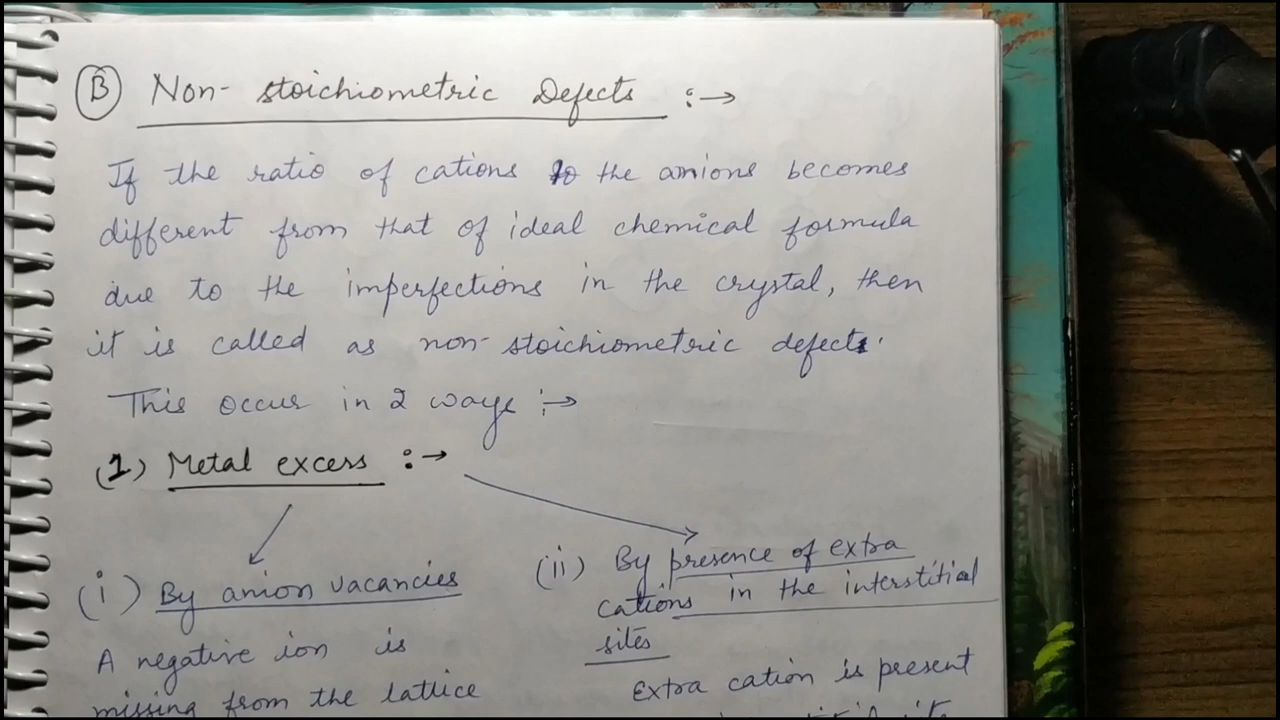 (B) Non-stoichiometric Defects :→
If the ratio of cations to the anions becomes
different from that of ideal chemical formula
due to the imperfections in the crystal, then
it is called as non-stoichiometric defect.
This occur in 2 ways :→
(1) Metal excess :→
(i) By anion vacancies
A negative ion is
missing from the lattice
(ii) By presence of extra
cations in the interstitial
sites
Extra cation is present